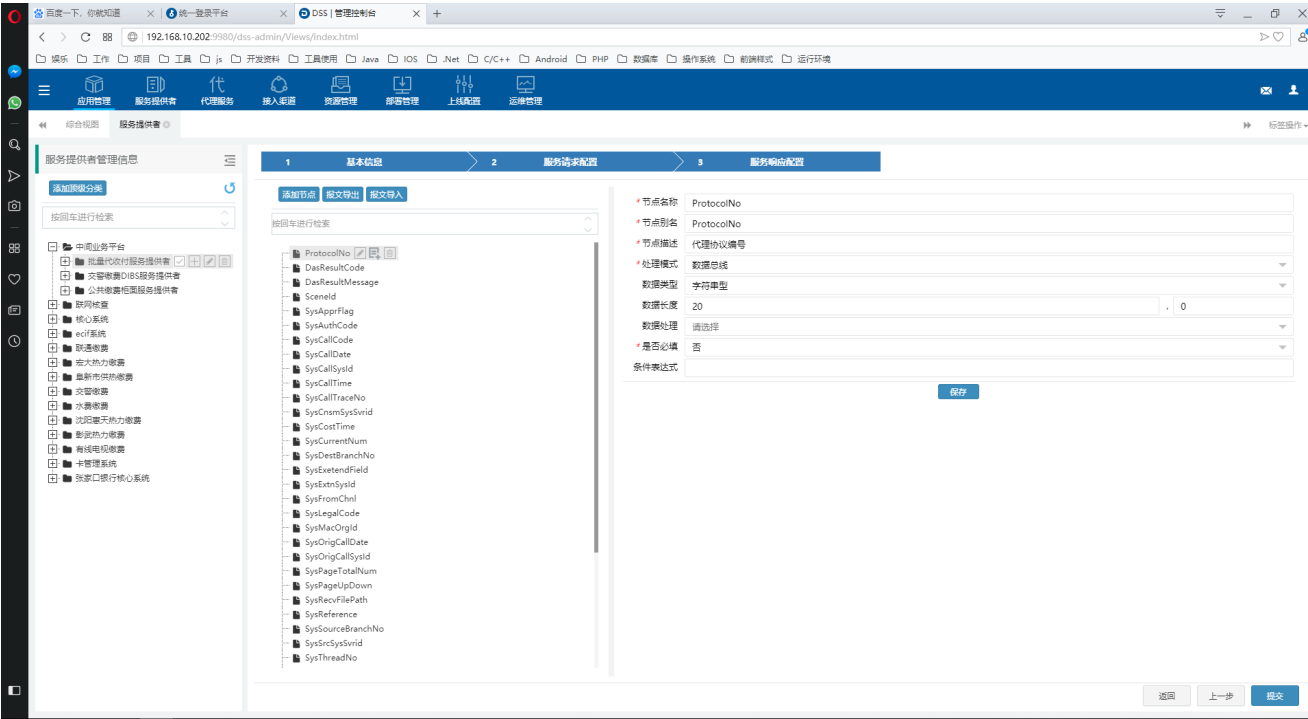 百度一下，你就知道
统一登录平台
DSS | 管理控制台
192.168.10.202:9980/dss-admin/Views/index.html
娱乐 工作 项目 工具 js 开发资料 工具使用 Java IOS .Net C/C++ Android PHP 数据库 操作系统 前端样式 运行环境
应用管理 服务提供者 代理服务 接入渠道 资源管理 部署管理 上线配置 运维管理
综合视图 服务提供者 标签操作
服务提供者管理信息
添加顶级分类
按回车进行检索
中间业务平台
批量代收付服务提供者
交警缴费DIBS服务提供者
公共缴费柜面服务提供者
联网核查
核心系统
ecif系统
联通缴费
宏大热力缴费
阜新市供热缴费
交警缴费
水费缴费
沈阳惠天热力缴费
彰武热力缴费
有线电视缴费
卡管理系统
张家口银行核心系统
1 基本信息 2 服务请求配置 3 服务响应配置
添加节点 报文导出 报文导入
按回车进行检索
ProtocolNo
DasResultCode
DasResultMessage
SceneId
SysApprFlag
SysAuthCode
SysCallCode
SysCallDate
SysCallSysId
SysCallTime
SysCallTraceNo
SysCnsmSysSvrid
SysCostTime
SysCurrentNum
SysDestBranchNo
SysExetendField
SysExtnSysId
SysFromChnl
SysLegalCode
SysMacOrgId
SysOrigCallDate
SysOrigCallSysId
SysPageTotalNum
SysPageUpDown
SysRecvFilePath
SysReference
SysSourceBranchNo
SysSrcSysSvrid
SysThreadNo
*节点名称 ProtocolNo
*节点别名 ProtocolNo
*节点描述 代理协议编号
*处理模式 数据总线
数据类型 字符串型
数据长度 20 , 0
数据处理 请选择
*是否必填 否
条件表达式
保存
返回 上一步 提交